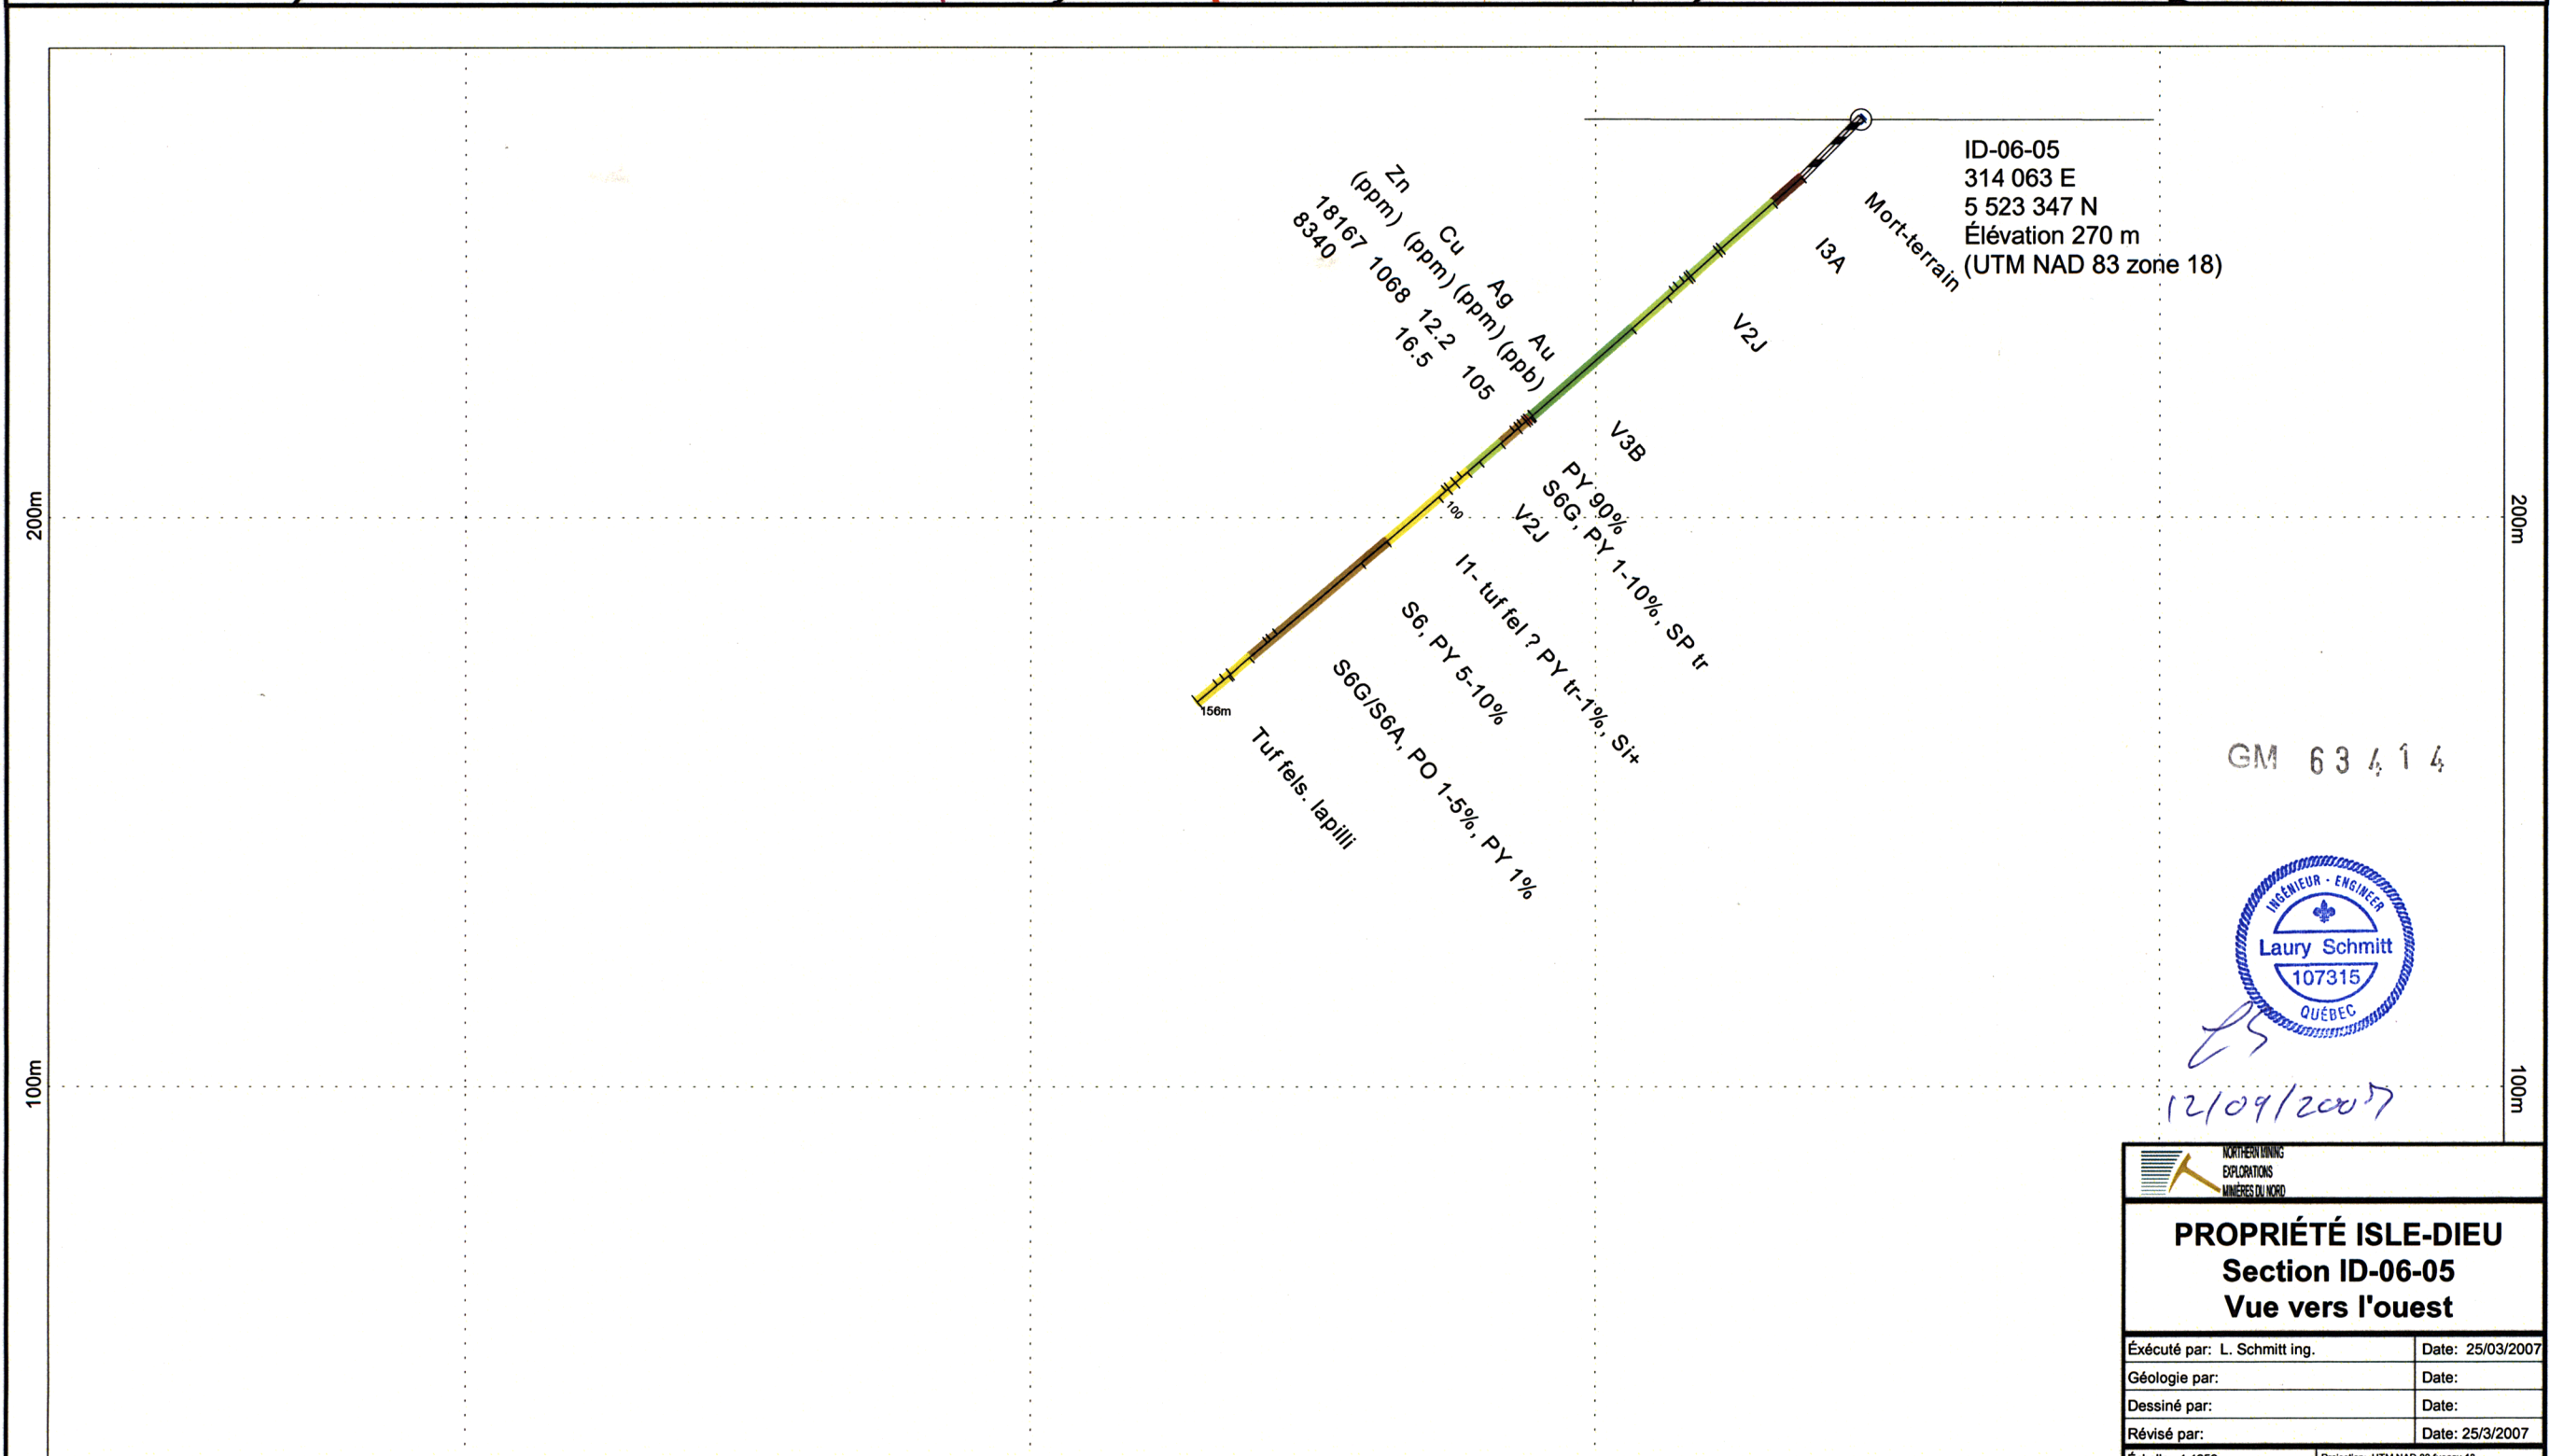 ID-06-05
314 063 E
5 523 347 N
Élévation 270 m
(UTM NAD 83 zone 18)
Zn Cu Ag Au
(ppm) (ppm) (ppm) (ppb)
18167 1068 12.2 105
8340 16.5
Mort-terrain
I3A
V2J
V3B
PY 90%
S6G, PY 1-10%, SP tr
V2J
100
I1- tuf fel ? PY tr-1%, Si+
S6, PY 5-10%
S6G/S6A, PO 1-5%, PY 1%
Tuf fels. lapilli
156m
200m
200m
100m
100m
GM 63414
INGÉNIEUR - ENGINEER
Laury Schmitt
107315
QUÉBEC
12/09/2007
NORTHERN MINING
EXPLORATIONS
MINIÈRES DU NORD
PROPRIÉTÉ ISLE-DIEU
Section ID-06-05
Vue vers l'ouest
Éxécuté par: L. Schmitt ing.
Date: 25/03/2007
Géologie par:
Date:
Dessiné par:
Date:
Révisé par:
Date: 25/3/2007